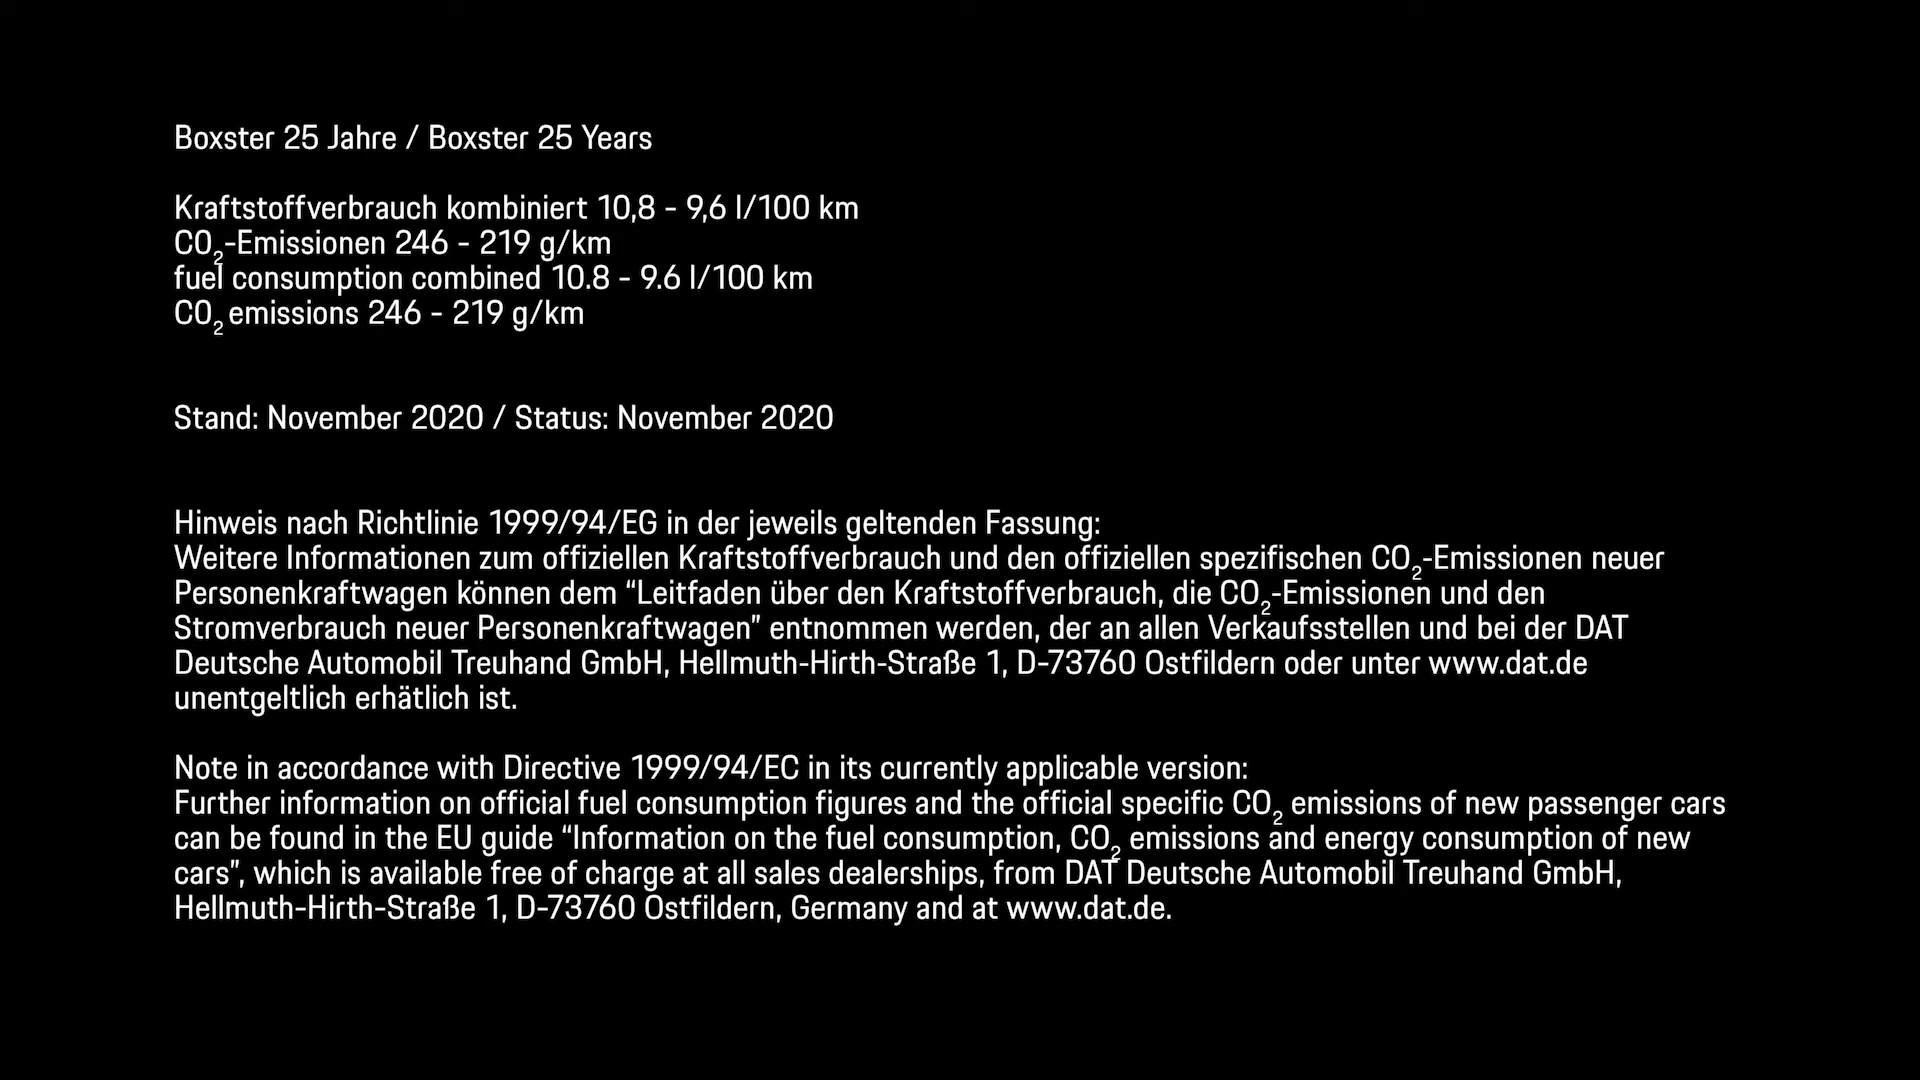 Boxster 25 Jahre / Boxster 25 Years
Kraftstoffverbrauch kombiniert 10,8 - 9,6 l/100 km
CO₂-Emissionen 246 - 219 g/km
fuel consumption combined 10.8 - 9.6 l/100 km
CO₂ emissions 246 - 219 g/km
Stand: November 2020 / Status: November 2020
Hinweis nach Richtlinie 1999/94/EG in der jeweils geltenden Fassung:
Weitere Informationen zum offiziellen Kraftstoffverbrauch und den offiziellen spezifischen CO₂-Emissionen neuer
Personenkraftwagen können dem “Leitfaden über den Kraftstoffverbrauch, die CO₂-Emissionen und den
Stromverbrauch neuer Personenkraftwagen” entnommen werden, der an allen Verkaufsstellen und bei der DAT
Deutsche Automobil Treuhand GmbH, Hellmuth-Hirth-Straße 1, D-73760 Ostfildern oder unter www.dat.de
unentgeltlich erhätlich ist.
Note in accordance with Directive 1999/94/EC in its currently applicable version:
Further information on official fuel consumption figures and the official specific CO₂ emissions of new passenger cars
can be found in the EU guide “Information on the fuel consumption, CO₂ emissions and energy consumption of new
cars”, which is available free of charge at all sales dealerships, from DAT Deutsche Automobil Treuhand GmbH,
Hellmuth-Hirth-Straße 1, D-73760 Ostfildern, Germany and at www.dat.de.